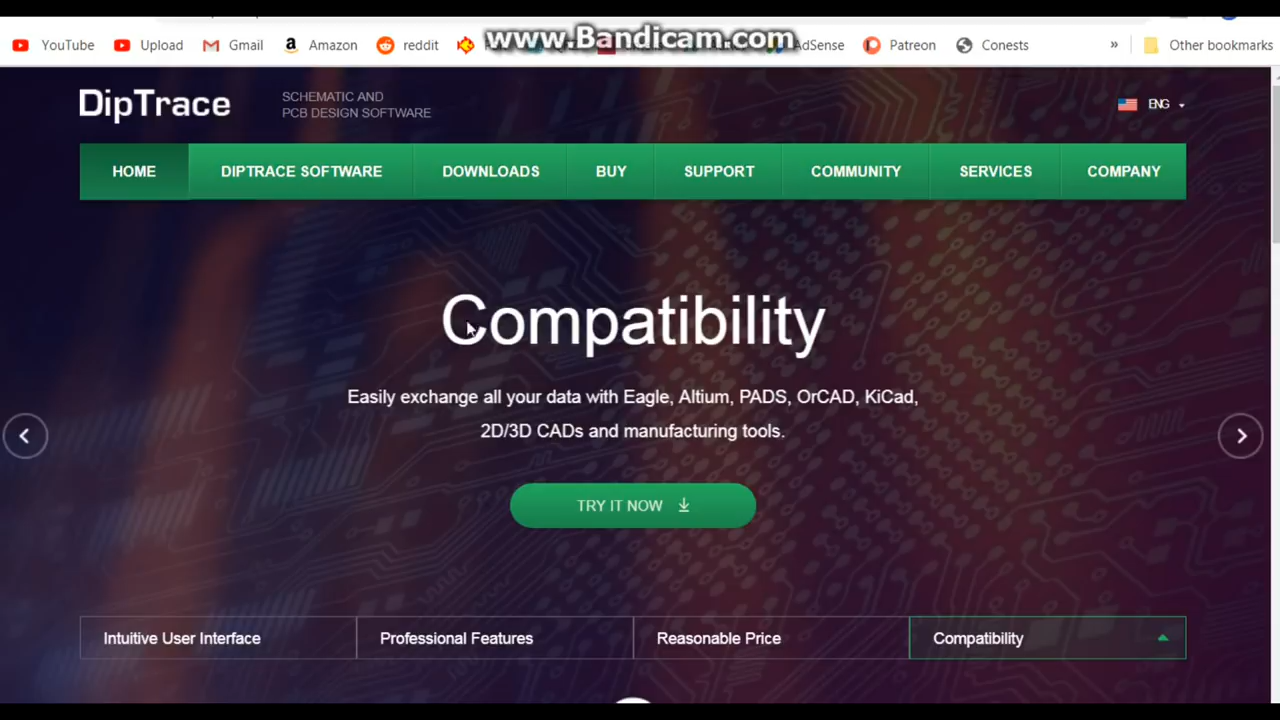 www.Bandicam.com
YouTube
Upload
Gmail
Amazon
reddit
AdSense
Patreon
Conests
»
Other bookmarks
DipTrace
SCHEMATIC AND
PCB DESIGN SOFTWARE
ENG
HOME
DIPTRACE SOFTWARE
DOWNLOADS
BUY
SUPPORT
COMMUNITY
SERVICES
COMPANY
Compatibility
Easily exchange all your data with Eagle, Altium, PADS, OrCAD, KiCad,
2D/3D CADs and manufacturing tools.
TRY IT NOW
Intuitive User Interface
Professional Features
Reasonable Price
Compatibility